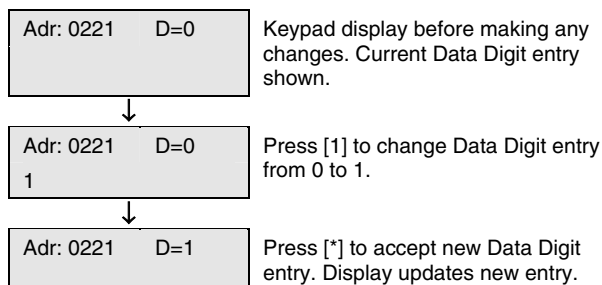 Adr: 0221 D=0
Keypad display before making any
changes. Current Data Digit entry
shown.
Adr: 0221 D=0
1
Press [1] to change Data Digit entry
from 0 to 1.
Adr: 0221 D=1
Press [*] to accept new Data Digit
entry. Display updates new entry.